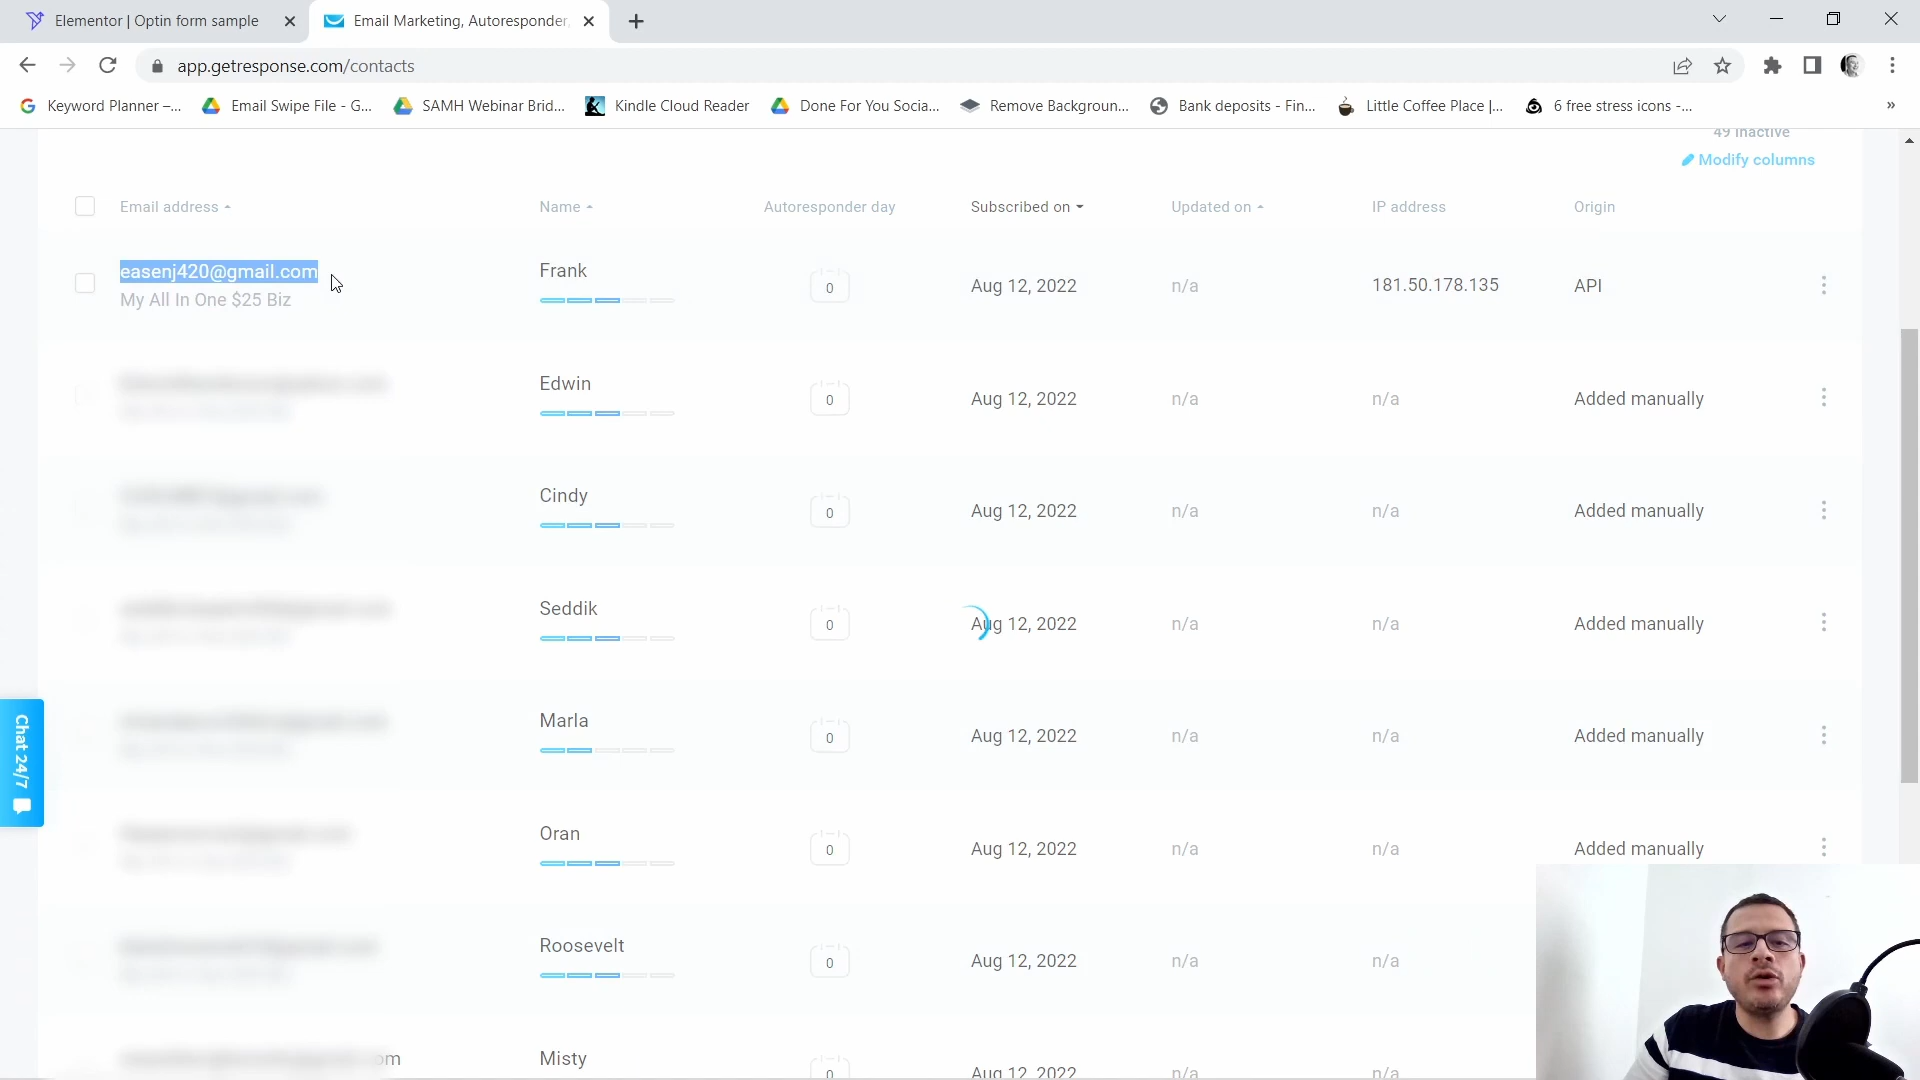 Elementor | Optin form sample
Email Marketing, Autoresponder,
app.getresponse.com/contacts
Keyword Planner –...
Email Swipe File - G...
SAMH Webinar Brid...
Kindle Cloud Reader
Done For You Socia...
Remove Backgroun...
Bank deposits - Fin...
Little Coffee Place |...
6 free stress icons -...
»
49 inactive
Modify columns
Email address Name Autoresponder day Subscribed on Updated on IP address Origin
easenj420@gmail.com Frank 0 Aug 12, 2022 n/a 181.50.178.135 API
My All In One $25 Biz
Edwin 0 Aug 12, 2022 n/a n/a Added manually
Cindy 0 Aug 12, 2022 n/a n/a Added manually
Seddik 0 Aug 12, 2022 n/a n/a Added manually
Marla 0 Aug 12, 2022 n/a n/a Added manually
Oran 0 Aug 12, 2022 n/a n/a Added manually
Roosevelt 0 Aug 12, 2022 n/a n/a
Misty 0 Aug 12, 2022 n/a n/a
Chat 24/7